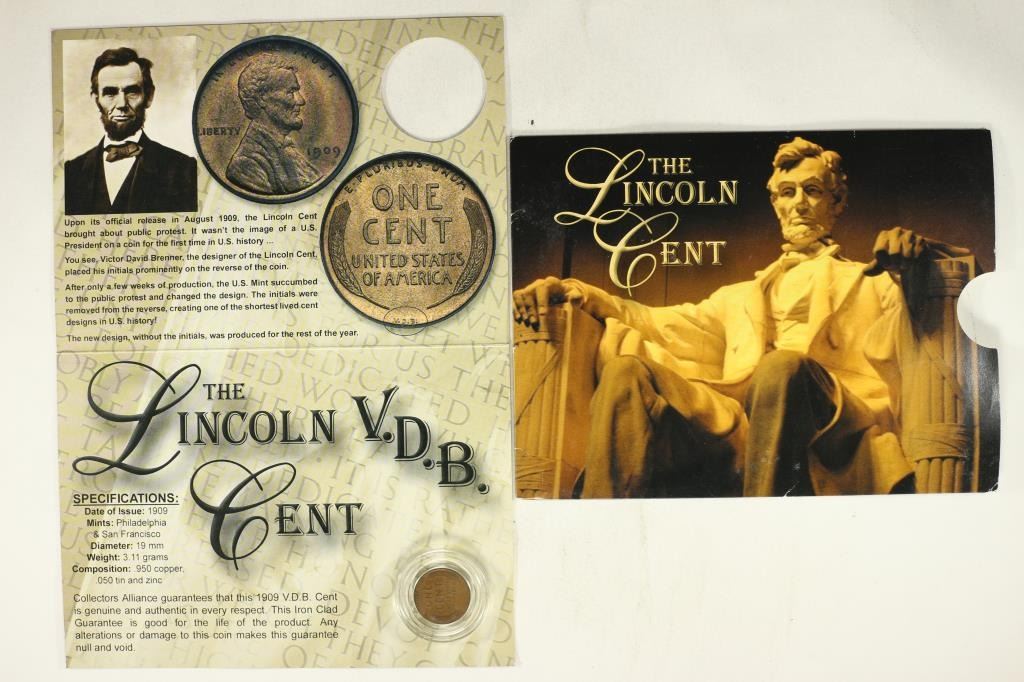 IN GOD WE TRUST
LIBERTY
1909
E·PLURIBUS·UNUM
ONE
CENT
UNITED STATES
OF AMERICA
Upon its official release in August 1909, the Lincoln Cent
brought about public protest. It wasn't the image of a U.S.
President on a coin for the first time in U.S. history ...
You see, Victor David Brenner, the designer of the Lincoln Cent,
placed his initials prominently on the reverse of the coin.
After only a few weeks of production, the U.S. Mint succumbed
to the public protest and changed the design. The initials were
removed from the reverse, creating one of the shortest lived cent
designs in U.S. history!
The new design, without the initials, was produced for the rest of the year.
THE
LINCOLN V.D.B.
CENT
SPECIFICATIONS:
Date of Issue: 1909
Mints: Philadelphia
& San Francisco
Diameter: 19 mm
Weight: 3.11 grams
Composition: .950 copper,
.050 tin and zinc
Collectors Alliance guarantees that this 1909 V.D.B. Cent
is genuine and authentic in every respect. This Iron Clad
Guarantee is good for the life of the product. Any
alterations or damage to this coin makes this guarantee
null and void.
ONE
CENT
THE
LINCOLN
CENT